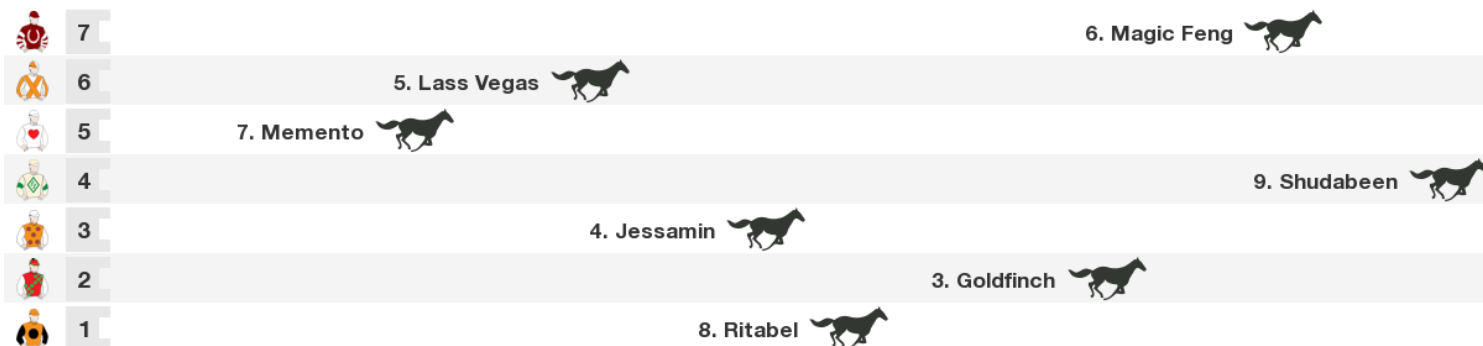 7 6. Magic Feng
6 5. Lass Vegas
5 7. Memento
4 9. Shudabeen
3 4. Jessamin
2 3. Goldfinch
1 8. Ritabel